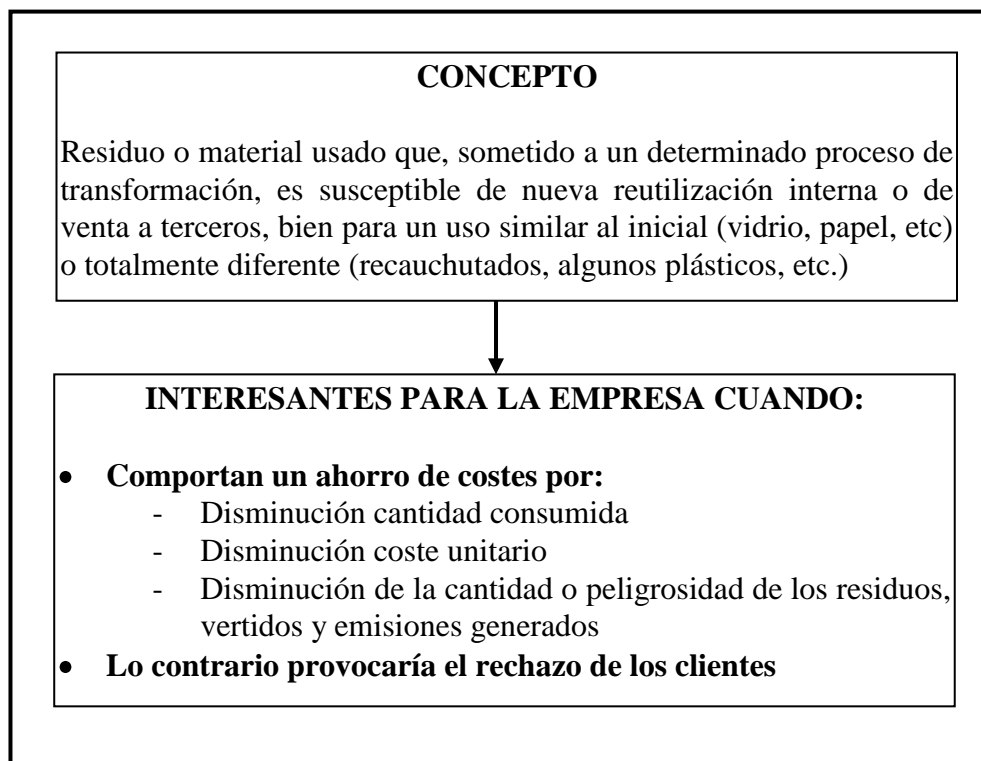 CONCEPTO
Residuo o material usado que, sometido a un determinado proceso de
transformación, es susceptible de nueva reutilización interna o de
venta a terceros, bien para un uso similar al inicial (vidrio, papel, etc)
o totalmente diferente (recauchutados, algunos plásticos, etc.)
INTERESANTES PARA LA EMPRESA CUANDO:
• Comportan un ahorro de costes por:
- Disminución cantidad consumida
- Disminución coste unitario
- Disminución de la cantidad o peligrosidad de los residuos,
vertidos y emisiones generados
• Lo contrario provocaría el rechazo de los clientes